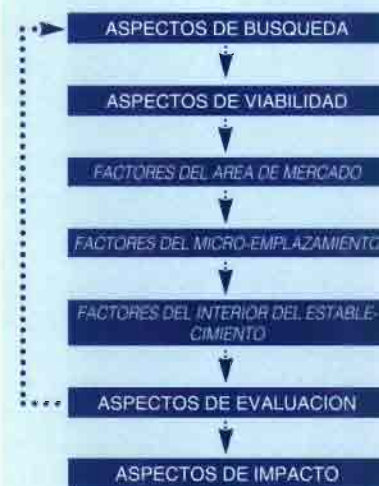 ASPECTOS DE BUSQUEDA
ASPECTOS DE VIABILIDAD
FACTORES DEL AREA DE MERCADO
FACTORES DEL MICRO-EMPLAZAMIENTO
FACTORES DEL INTERIOR DEL ESTABLE-
CIMIENTO
ASPECTOS DE EVALUACION
ASPECTOS DE IMPACTO